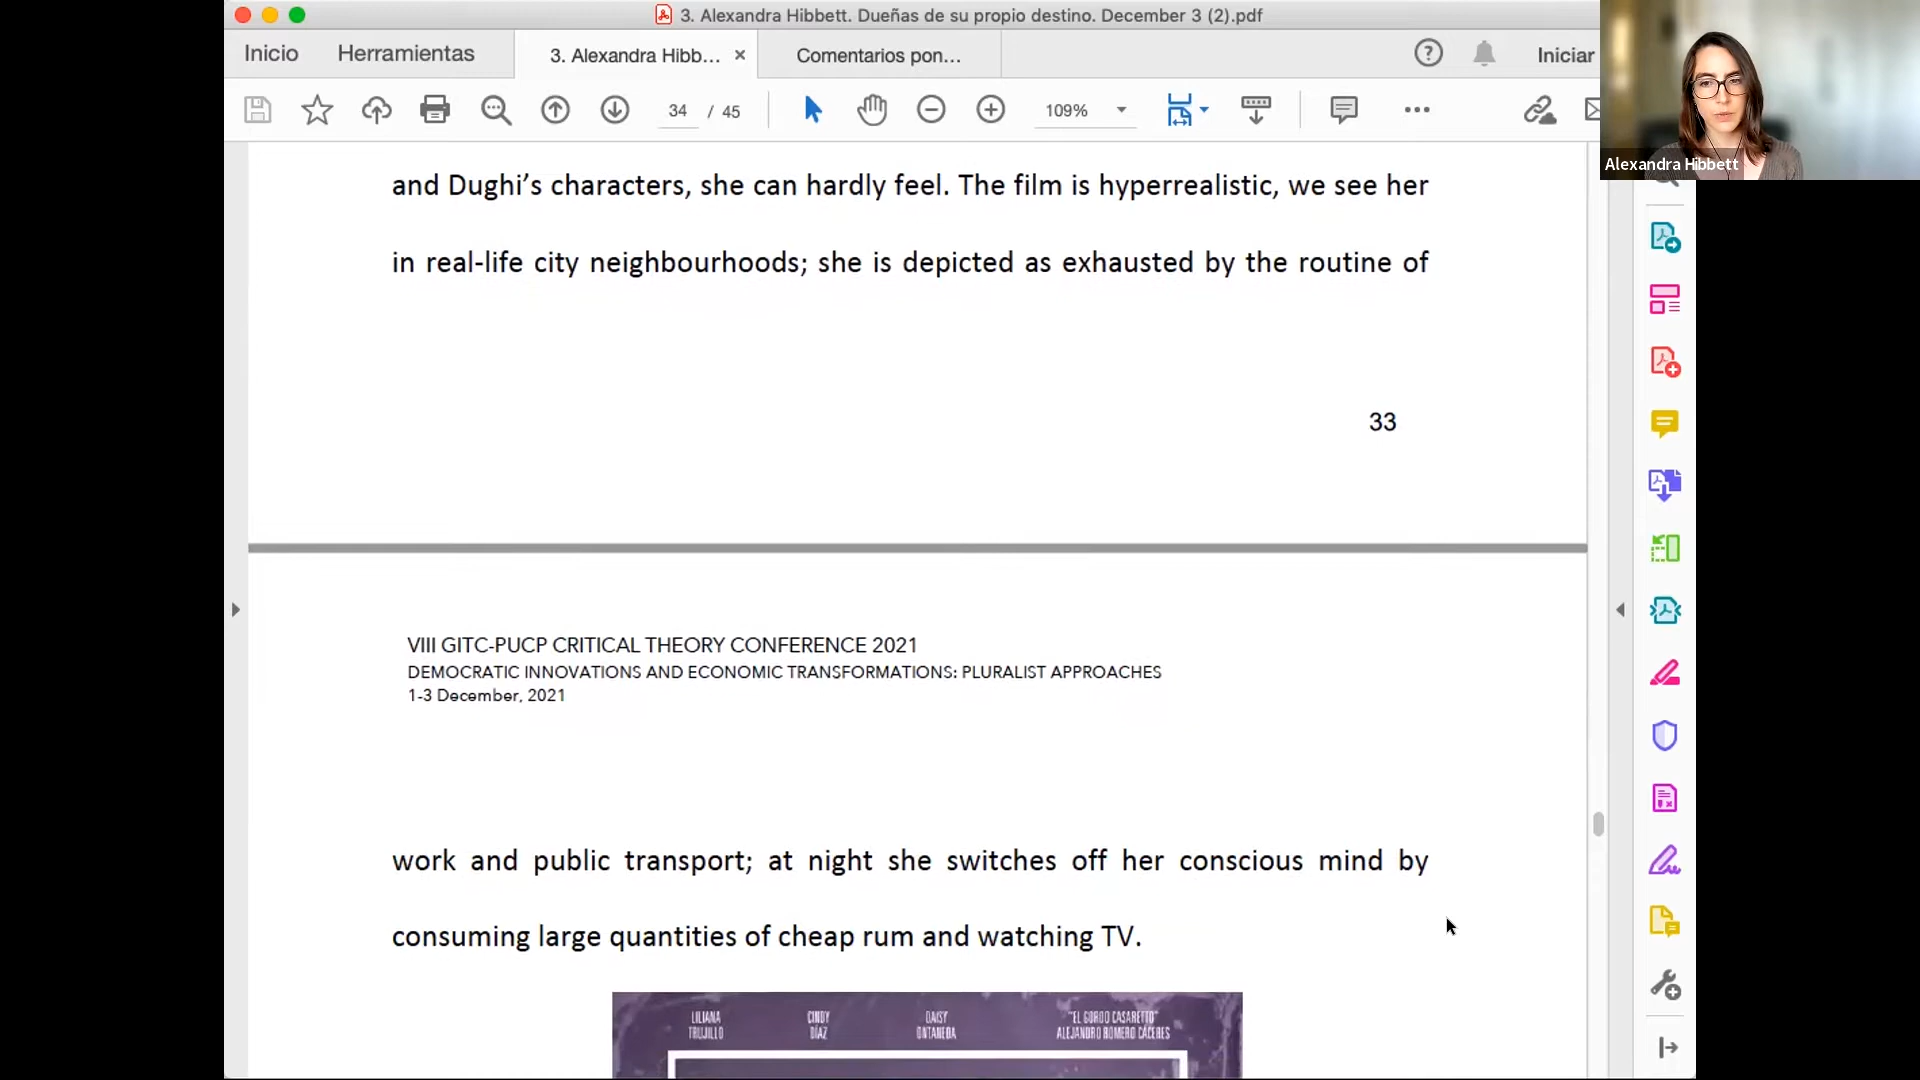 3. Alexandra Hibbett. Dueñas de su propio destino. December 3 (2).pdf
Inicio
Herramientas
3. Alexandra Hibb...
Comentarios pon...
Iniciar
34 / 45
109%
Alexandra Hibbett
and Dughi’s characters, she can hardly feel. The film is hyperrealistic, we see her
in real-life city neighbourhoods; she is depicted as exhausted by the routine of
33
VIII GITC-PUCP CRITICAL THEORY CONFERENCE 2021
DEMOCRATIC INNOVATIONS AND ECONOMIC TRANSFORMATIONS: PLURALIST APPROACHES
1-3 December, 2021
work and public transport; at night she switches off her conscious mind by
consuming large quantities of cheap rum and watching TV.
LILIANA
TRUJILLO
CINDY
DÍAZ
DAISY
ONTANEDA
"EL GORDO CASARETTO"
ALEJANDRO ROMERO CÁCERES